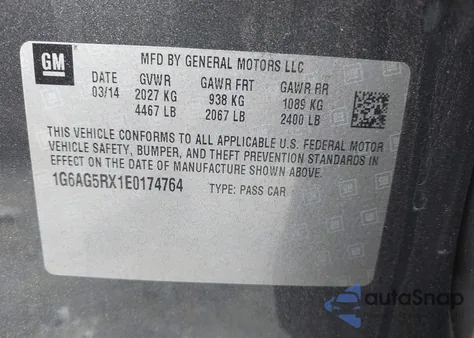 GM
MFD BY GENERAL MOTORS LLC
DATE GVWR GAWR FRT GAWR RR
03/14 2027 KG 938 KG 1089 KG
4467 LB 2067 LB 2400 LB
THIS VEHICLE CONFORMS TO ALL APPLICABLE U.S. FEDERAL MOTOR
VEHICLE SAFETY, BUMPER, AND THEFT PREVENTION STANDARDS IN
EFFECT ON THE DATE OF MANUFACTURE SHOWN ABOVE.
1G6AG5RX1E0174764 TYPE: PASS CAR
autoSnap